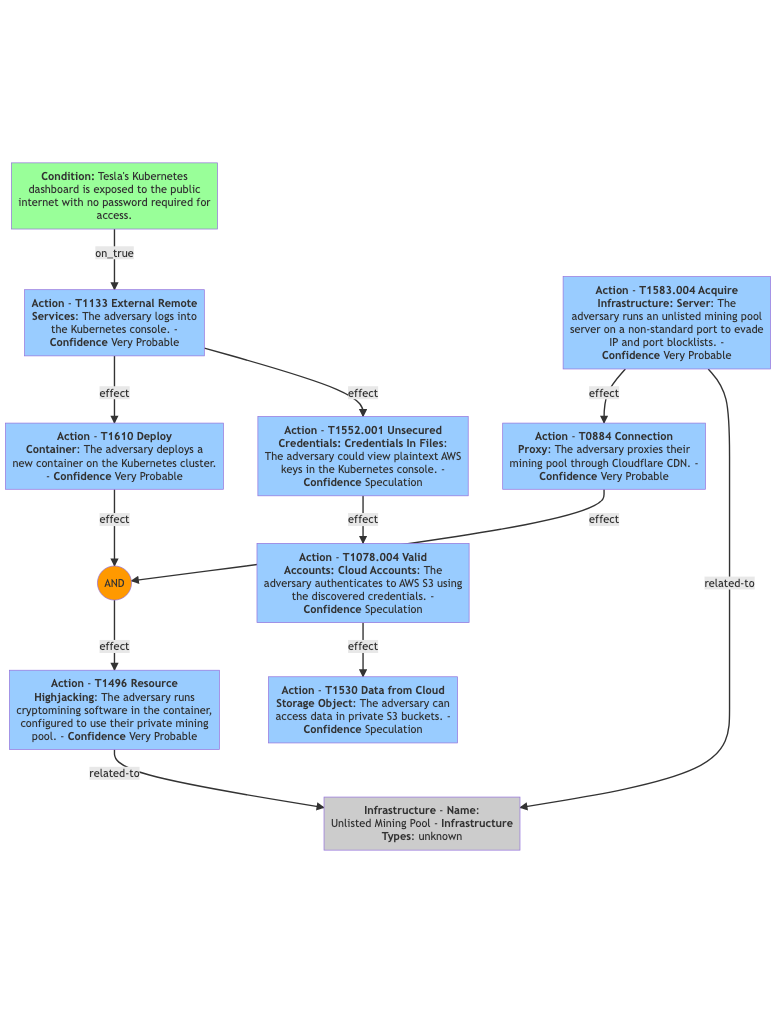 Condition: Tesla's Kubernetes
dashboard is exposed to the public
internet with no password required for
access.
on_true
Action - T1133 External Remote
Services: The adversary logs into
the Kubernetes console. -
Confidence Very Probable
Action - T1583.004 Acquire
Infrastructure: Server: The
adversary runs an unlisted mining pool
server on a non-standard port to evade
IP and port blocklists. -
Confidence Very Probable
effect
effect
effect
Action - T1610 Deploy
Container: The adversary deploys a
new container on the Kubernetes cluster.
- Confidence Very Probable
Action - T1552.001 Unsecured
Credentials: Credentials In Files:
The adversary could view plaintext AWS
keys in the Kubernetes console. -
Confidence Speculation
Action - T0884 Connection
Proxy: The adversary proxies their
mining pool through Cloudflare CDN. -
Confidence Very Probable
effect
effect
effect
AND
Action - T1078.004 Valid
Accounts: Cloud Accounts: The
adversary authenticates to AWS S3 using
the discovered credentials. -
Confidence Speculation
related-to
effect
effect
Action - T1496 Resource
Highjacking: The adversary runs
cryptomining software in the container,
configured to use their private mining
pool. - Confidence Very Probable
Action - T1530 Data from Cloud
Storage Object: The adversary can
access data in private S3 buckets. -
Confidence Speculation
related-to
Infrastructure - Name:
Unlisted Mining Pool - Infrastructure
Types: unknown